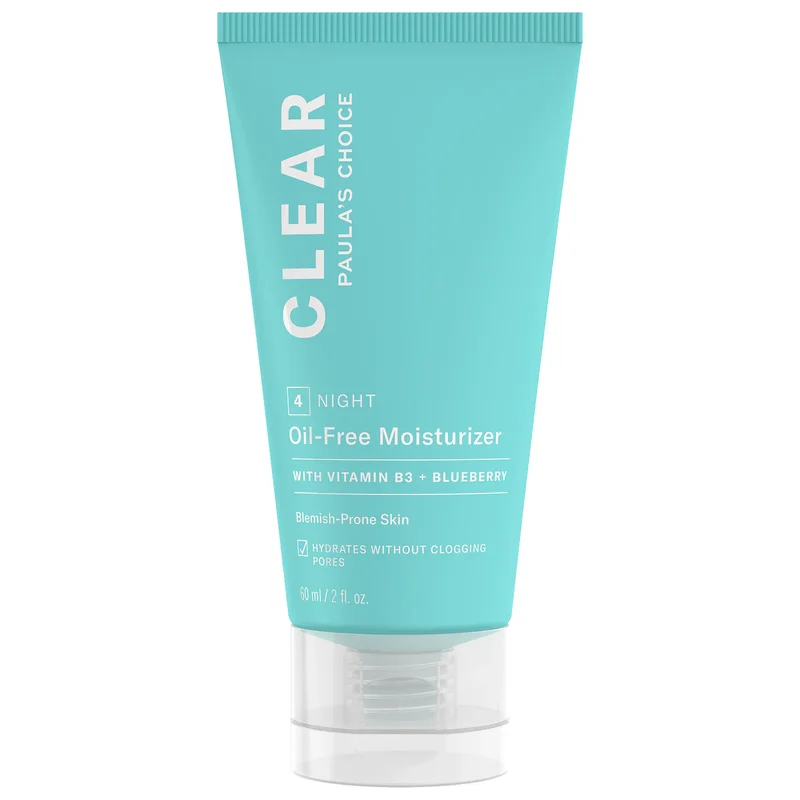 CLEAR
PAULA'S CHOICE
4 NIGHT
Oil-Free Moisturizer
WITH VITAMIN B3 + BLUEBERRY
Blemish-Prone Skin
☑ HYDRATES WITHOUT CLOGGING
PORES
60 ml / 2 fl. oz.